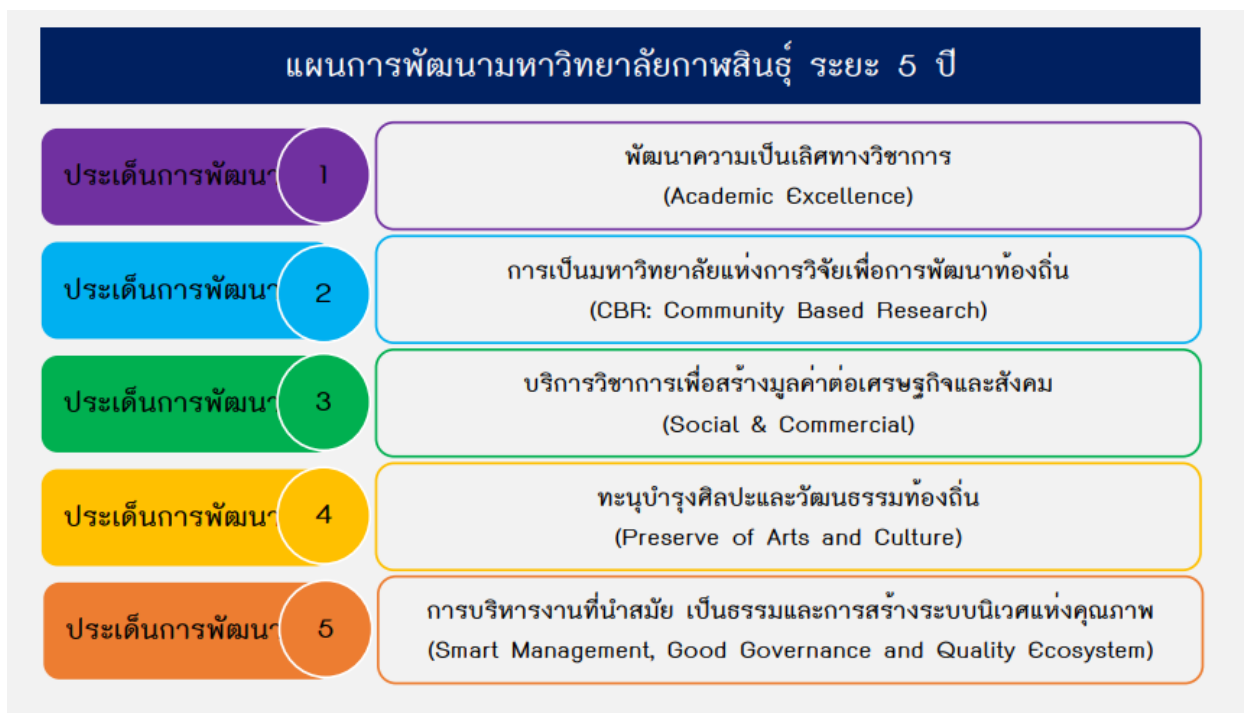 แผนการพัฒนามหาวิทยาลัยกาฬสินธุ์ ระยะ 5 ปี
ประเด็นการพัฒนา 1
พัฒนาความเป็นเลิศทางวิชาการ
(Academic Excellence)
ประเด็นการพัฒนา 2
การเป็นมหาวิทยาลัยแห่งการวิจัยเพื่อการพัฒนาท้องถิ่น
(CBR: Community Based Research)
ประเด็นการพัฒนา 3
บริการวิชาการเพื่อสร้างมูลค่าต่อเศรษฐกิจและสังคม
(Social & Commercial)
ประเด็นการพัฒนา 4
ทะนุบำรุงศิลปะและวัฒนธรรมท้องถิ่น
(Preserve of Arts and Culture)
ประเด็นการพัฒนา 5
การบริหารงานที่นำสมัย เป็นธรรมและการสร้างระบบนิเวศแห่งคุณภาพ
(Smart Management, Good Governance and Quality Ecosystem)